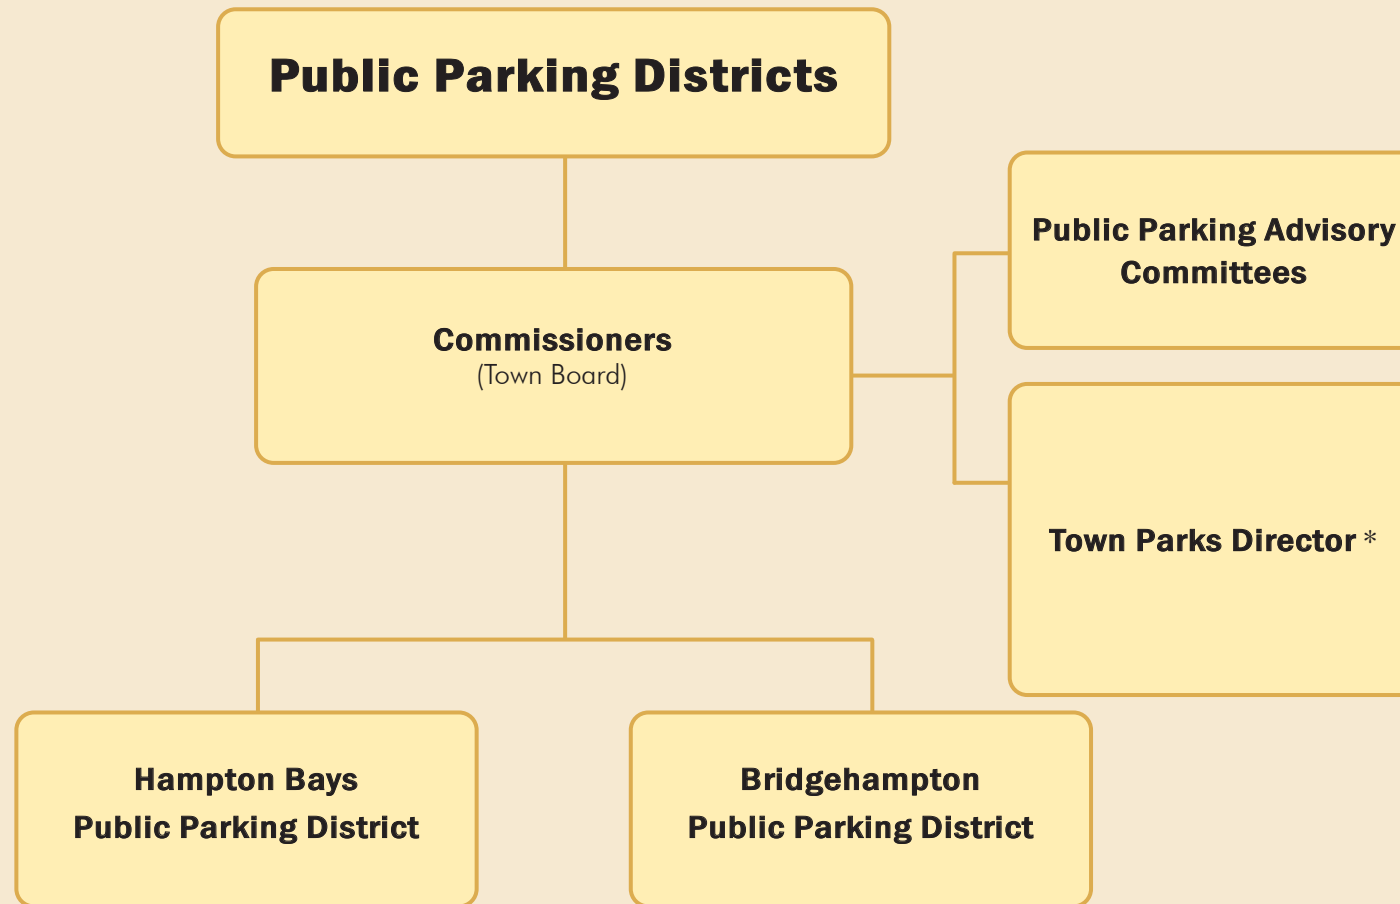 Public Parking Districts
Public Parking Advisory
Committees
Commissioners
(Town Board)
Town Parks Director *
Hampton Bays
Public Parking District
Bridgehampton
Public Parking District